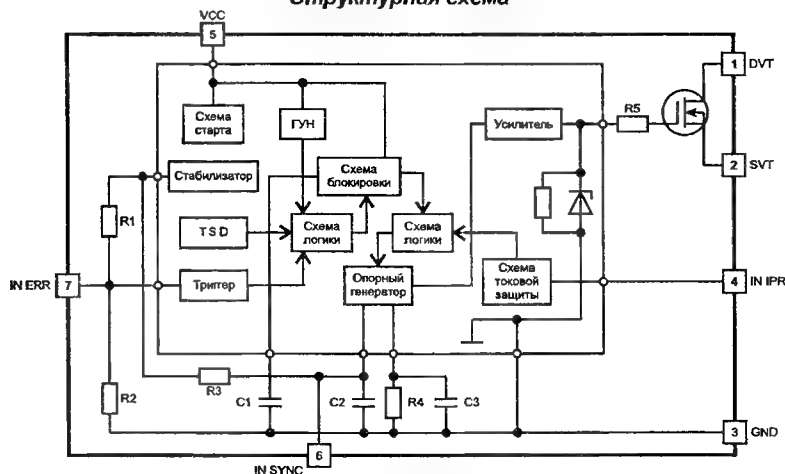 Структурная схема
VCC
5
1
DVT
R5
Схема
старта
ГУН
Усилитель
2
SVT
Стабилизатор
Схема
блокировки
R1
TSD
Схема
логики
Схема
логики
IN ERR
7
Триггер
Опорный
генератор
Схема
токовой
защиты
4
IN IPR
R2
R3
C1
C2
R4
C3
3
GND
6
IN SYNC